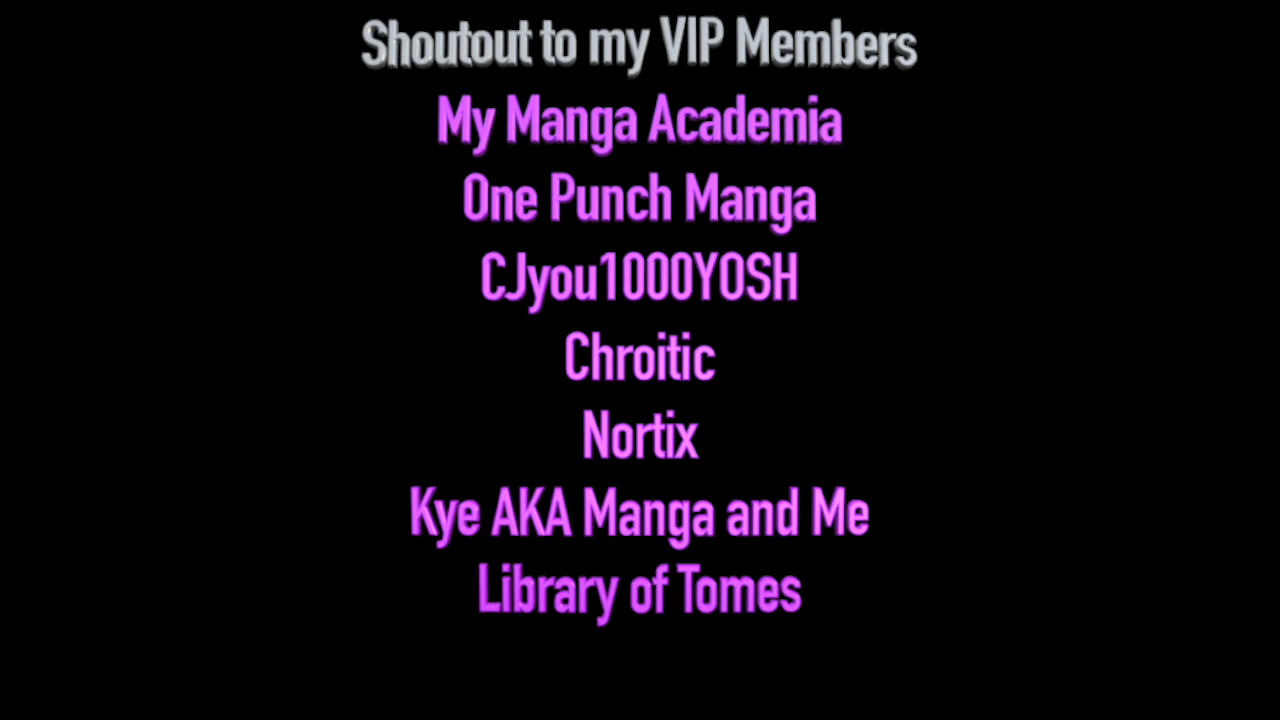 Shoutout to my VIP Members
My Manga Academia
One Punch Manga
CJyou1000YOSH
Chroitic
Nortix
Kye AKA Manga and Me
Library of Tomes